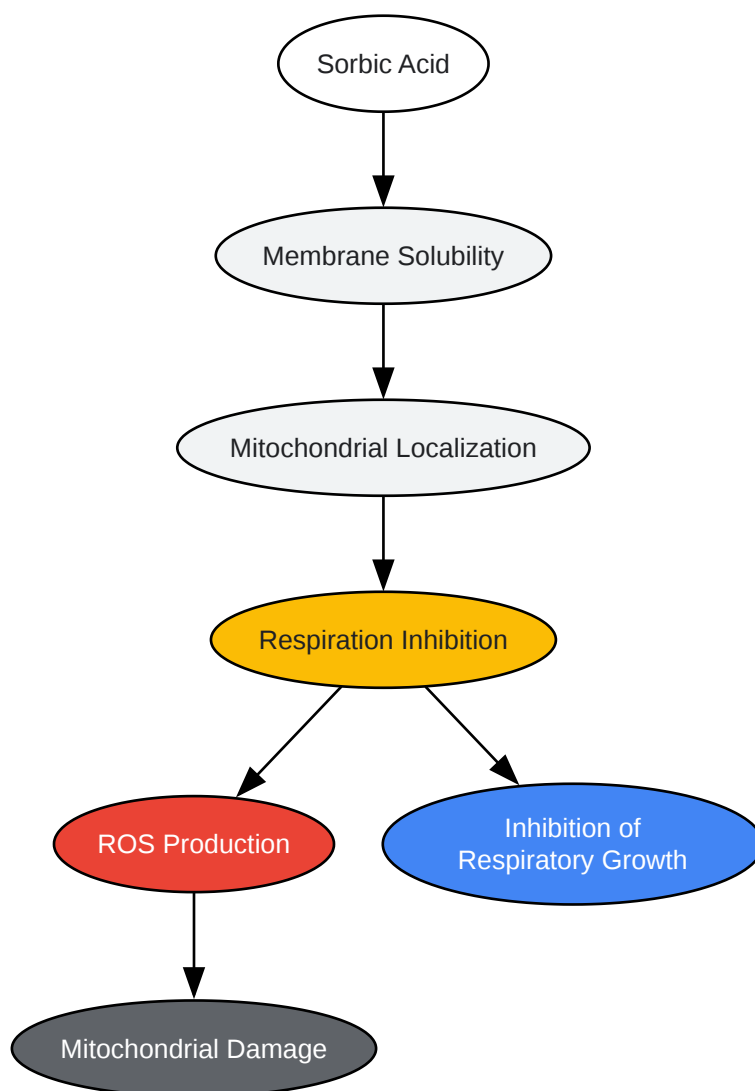 Sorbic Acid
Membrane Solubility
Mitochondrial Localization
Respiration Inhibition
ROS Production
Inhibition of
Respiratory Growth
Mitochondrial Damage